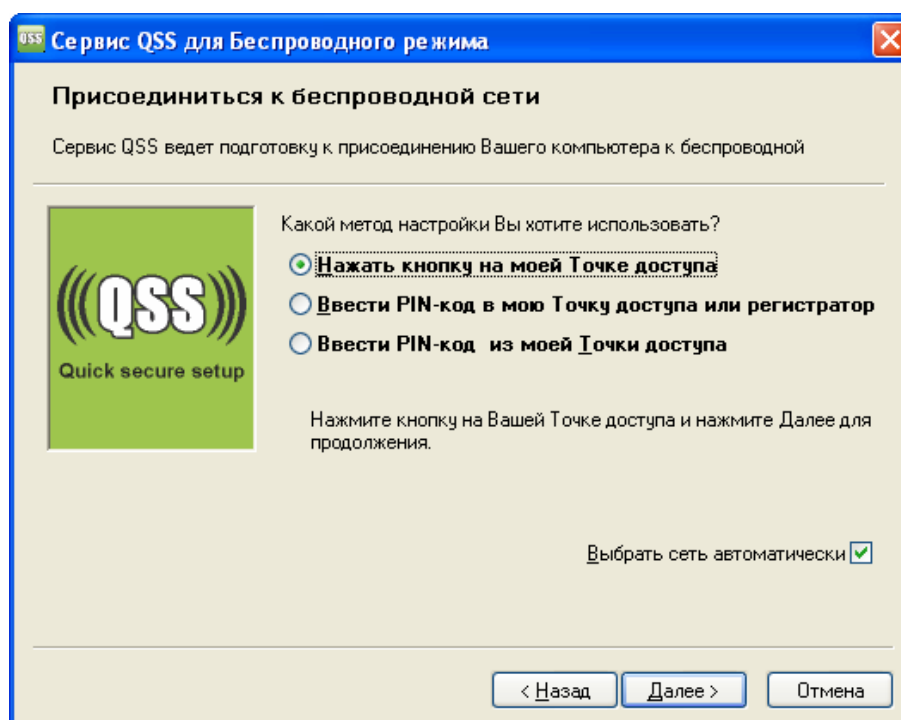 QSS Сервис QSS для Беспроводного режима
Присоединиться к беспроводной сети
Сервис QSS ведет подготовку к присоединению Вашего компьютера к беспроводной
Какой метод настройки Вы хотите использовать?
Нажать кнопку на моей Точке доступа
Ввести PIN-код в мою Точку доступа или регистратор
Ввести PIN-код из моей Точки доступа
QSS
Quick secure setup
Нажмите кнопку на Вашей Точке доступа и нажмите Далее для
продолжения.
Выбрать сеть автоматически
< Назад Далее > Отмена